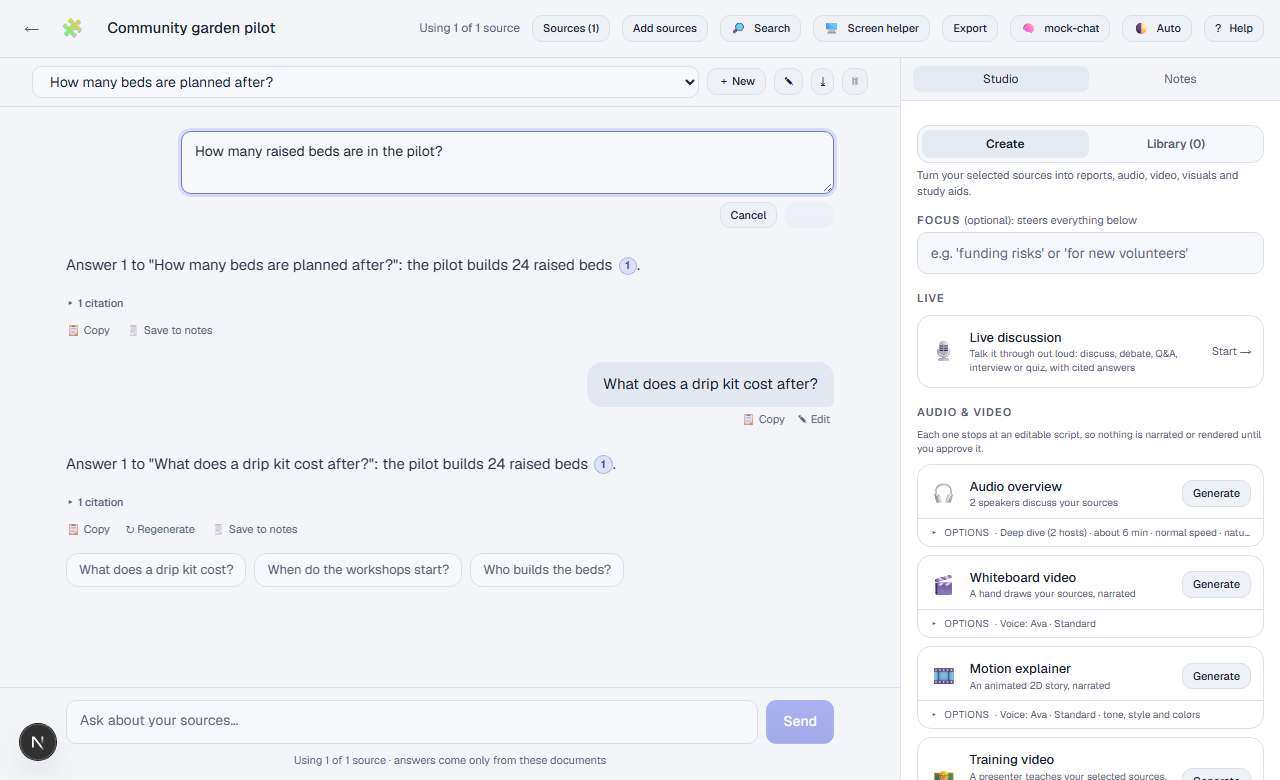 ← Community garden pilot Using 1 of 1 source Sources (1) Add sources Search Screen helper Export mock-chat Auto ? Help
How many beds are planned after? + New
Studio Notes
How many raised beds are in the pilot?
Cancel
Answer 1 to "How many beds are planned after?": the pilot builds 24 raised beds 1.
1 citation
Copy Save to notes
What does a drip kit cost after?
Copy Edit
Answer 1 to "What does a drip kit cost after?": the pilot builds 24 raised beds 1.
1 citation
Copy ↻ Regenerate Save to notes
What does a drip kit cost? When do the workshops start? Who builds the beds?
Ask about your sources... Send
Using 1 of 1 source · answers come only from these documents
N
Create Library (0)
Turn your selected sources into reports, audio, video, visuals and
study aids.
FOCUS (optional): steers everything below
e.g. 'funding risks' or 'for new volunteers'
LIVE
Live discussion
Talk it through out loud: discuss, debate, Q&A,
interview or quiz, with cited answers
Start →
AUDIO & VIDEO
Each one stops at an editable script, so nothing is narrated or rendered until
you approve it.
Audio overview
2 speakers discuss your sources
Generate
OPTIONS · Deep dive (2 hosts) · about 6 min · normal speed · natu...
Whiteboard video
A hand draws your sources, narrated
Generate
OPTIONS · Voice: Ava · Standard
Motion explainer
An animated 2D story, narrated
Generate
OPTIONS · Voice: Ava · Standard · tone, style and colors
Training video
A presenter teaches your selected sources,
Generate